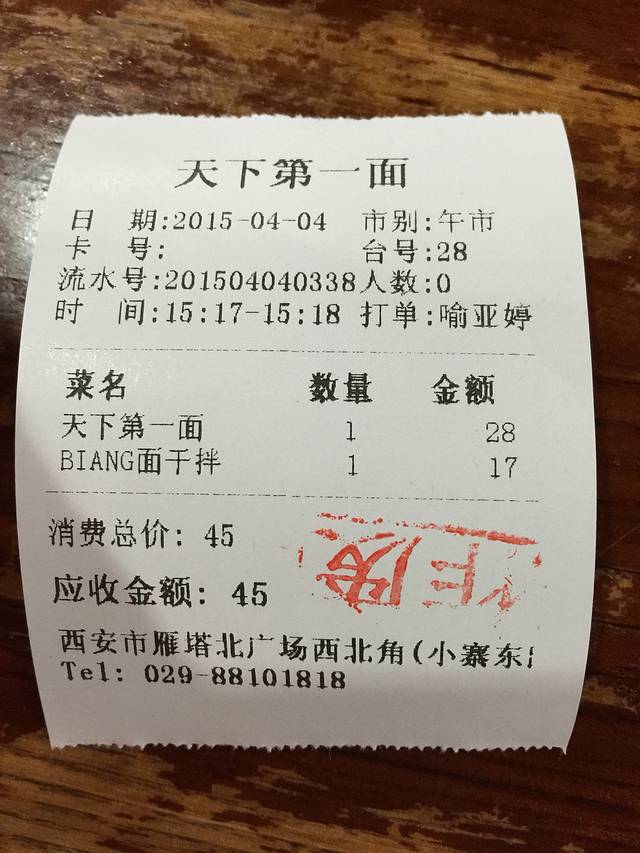 天下第一面
日 期:2015-04-04 市别:午市
卡 号: 台号:28
流水号:201504040338 人数:0
时 间:15:17-15:18 打单:喻亚婷
菜名 数量 金额
天下第一面 1 28
BIANG面干拌 1 17
消费总价: 45
应收金额: 45
作废
西安市雁塔北广场西北角(小寨东
Tel: 029-88101818